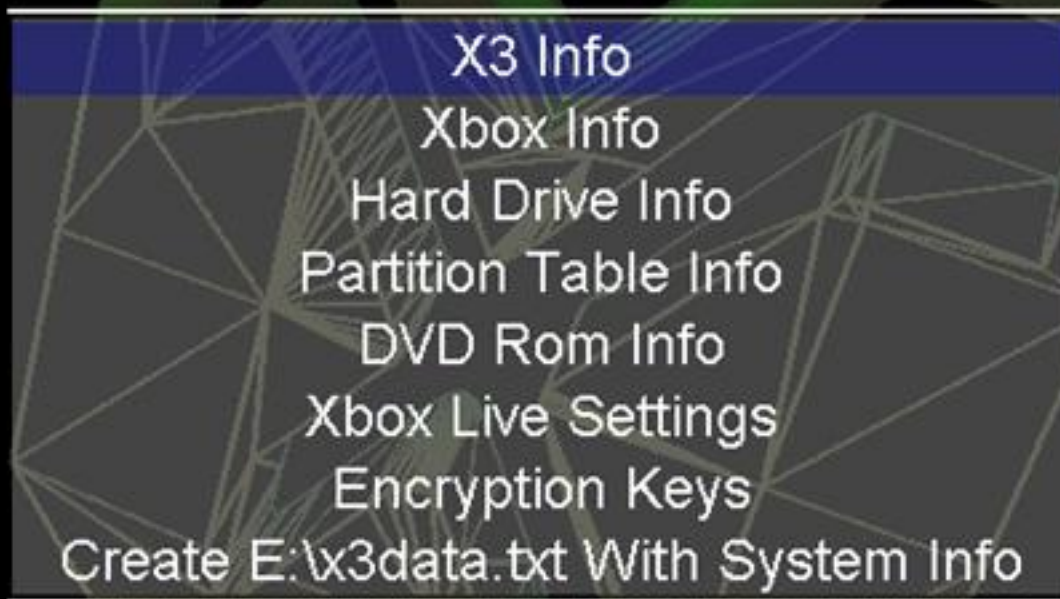 X3 Info
Xbox Info
Hard Drive Info
Partition Table Info
DVD Rom Info
Xbox Live Settings
Encryption Keys
Create E:\x3data.txt With System Info